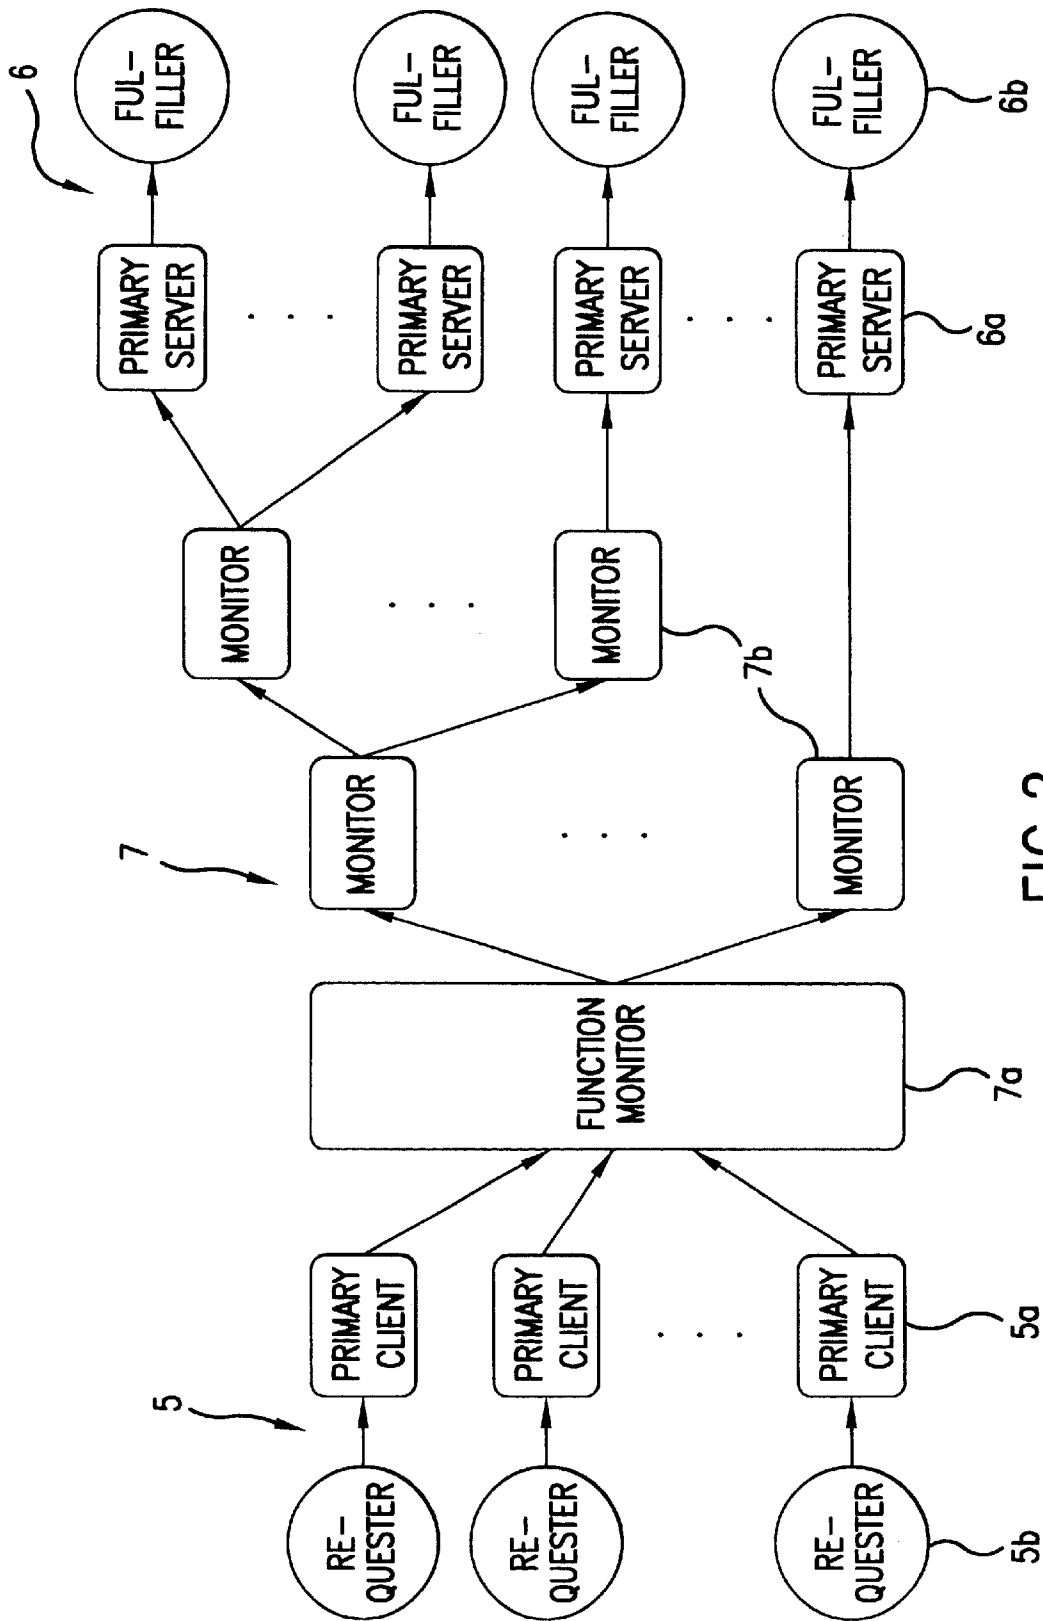 6
7
5
RE-
QUESTER
PRIMARY
CLIENT
FUNCTION
MONITOR
MONITOR
MONITOR
PRIMARY
SERVER
FUL-
FILLER
RE-
QUESTER
PRIMARY
CLIENT
PRIMARY
SERVER
FUL-
FILLER
MONITOR
PRIMARY
SERVER
FUL-
FILLER
7b
RE-
QUESTER
PRIMARY
CLIENT
MONITOR
PRIMARY
SERVER
FUL-
FILLER
5b
5a
7a
6a
6b
FIG.